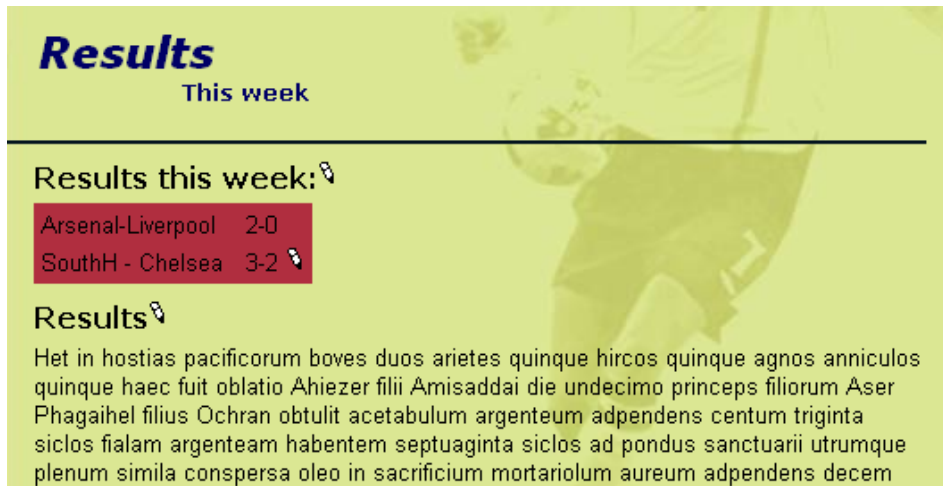 Results
This week
Results this week:
Arsenal-Liverpool 2-0
SouthH - Chelsea 3-2
Results
Het in hostias pacificorum boves duos arietes quinque hircos quinque agnos anniculos
quinque haec fuit oblatio Ahiezer filii Amisaddai die undecimo princeps filiorum Aser
Phagaihel filius Ochran obtulit acetabulum argenteum adpendens centum triginta
siclos fialam argenteam habentem septuaginta siclos ad pondus sanctuarii utrumque
plenum simila conspersa oleo in sacrificium mortariolum aureum adpendens decem